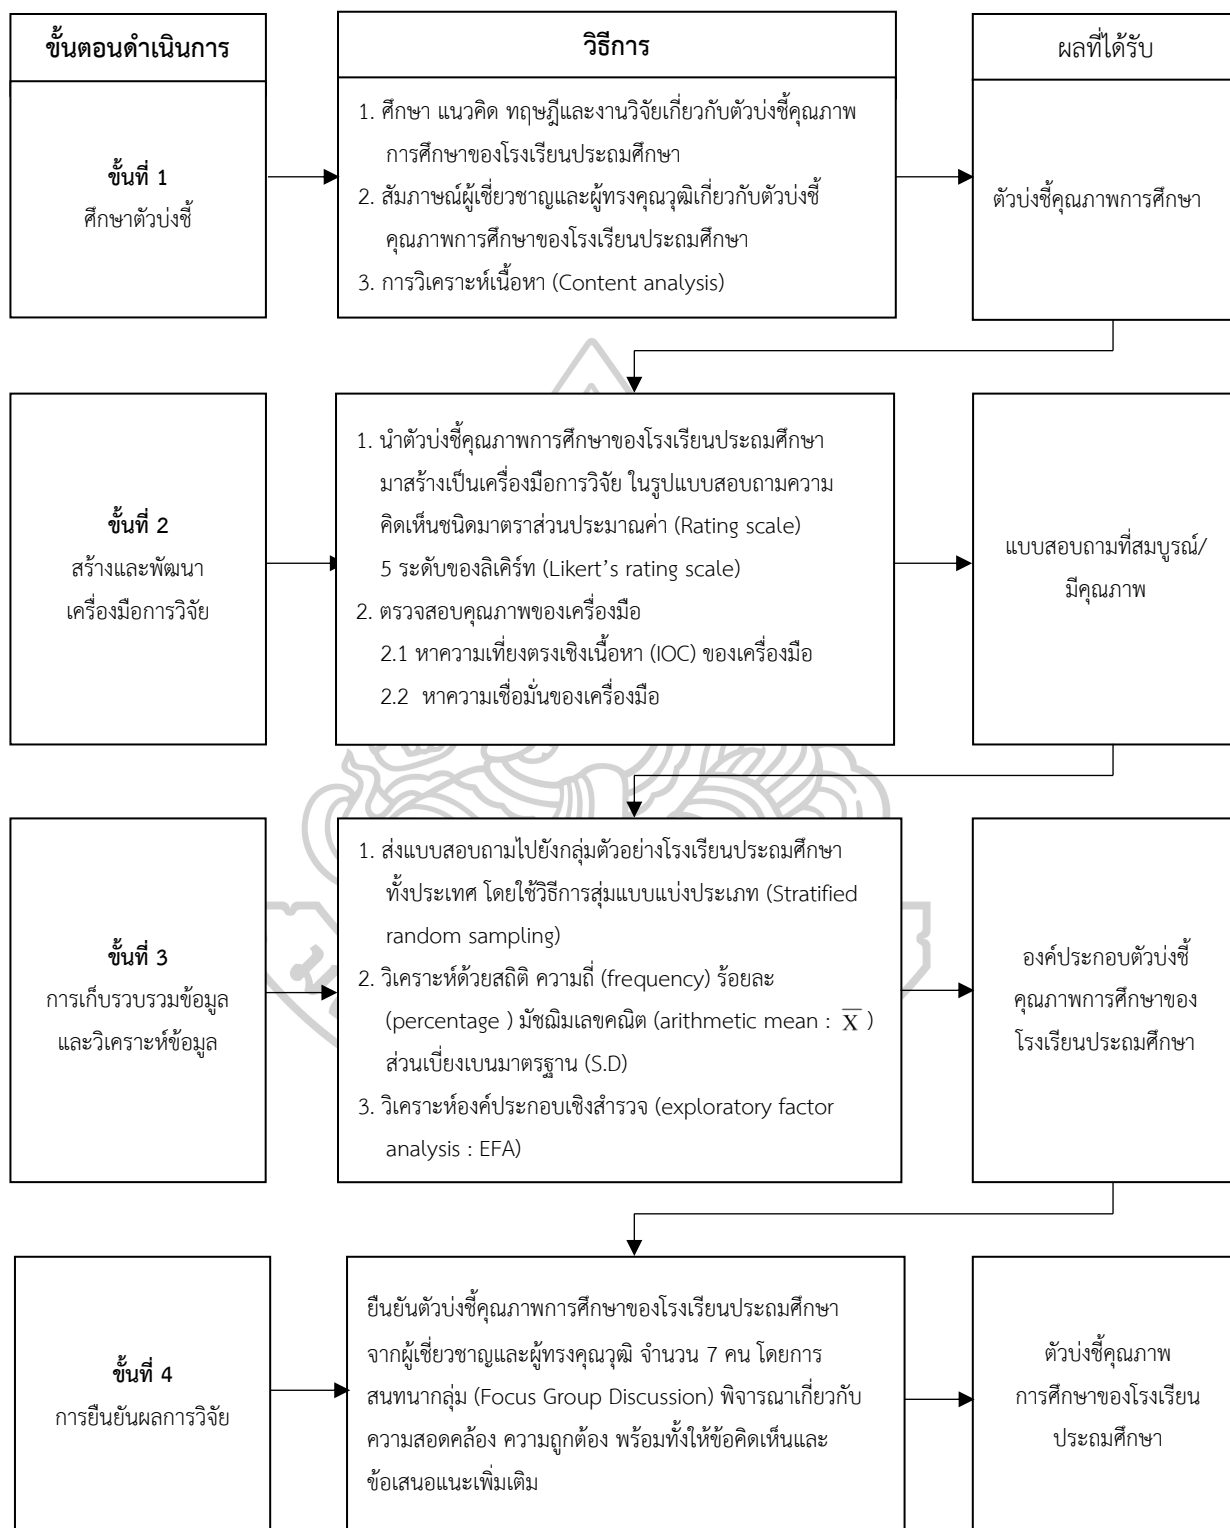 ขั้นตอนดำเนินการ
วิธีการ
ผลที่ได้รับ
ขั้นที่ 1
ศึกษาตัวบ่งชี้
1. ศึกษา แนวคิด ทฤษฎีและงานวิจัยเกี่ยวกับตัวบ่งชี้คุณภาพ
การศึกษาของโรงเรียนประถมศึกษา
2. สัมภาษณ์ผู้เชี่ยวชาญและผู้ทรงคุณวุฒิเกี่ยวกับตัวบ่งชี้
คุณภาพการศึกษาของโรงเรียนประถมศึกษา
3. การวิเคราะห์เนื้อหา (Content analysis)
ตัวบ่งชี้คุณภาพการศึกษา
ขั้นที่ 2
สร้างและพัฒนา
เครื่องมือการวิจัย
1. นำตัวบ่งชี้คุณภาพการศึกษาของโรงเรียนประถมศึกษา
มาสร้างเป็นเครื่องมือการวิจัย ในรูปแบบสอบถามความ
คิดเห็นชนิดมาตราส่วนประมาณค่า (Rating scale)
5 ระดับของลิเคิร์ท (Likert’s rating scale)
2. ตรวจสอบคุณภาพของเครื่องมือ
2.1 หาความเที่ยงตรงเชิงเนื้อหา (IOC) ของเครื่องมือ
2.2 หาความเชื่อมั่นของเครื่องมือ
แบบสอบถามที่สมบูรณ์/
มีคุณภาพ
ขั้นที่ 3
การเก็บรวบรวมข้อมูล
และวิเคราะห์ข้อมูล
1. ส่งแบบสอบถามไปยังกลุ่มตัวอย่างโรงเรียนประถมศึกษา
ทั้งประเทศ โดยใช้วิธีการสุ่มแบบแบ่งประเภท (Stratified
random sampling)
2. วิเคราะห์ด้วยสถิติ ความถี่ (frequency) ร้อยละ
(percentage ) มัชฌิมเลขคณิต (arithmetic mean : X̅ )
ส่วนเบี่ยงเบนมาตรฐาน (S.D)
3. วิเคราะห์องค์ประกอบเชิงสำรวจ (exploratory factor
analysis : EFA)
องค์ประกอบตัวบ่งชี้
คุณภาพการศึกษาของ
โรงเรียนประถมศึกษา
ขั้นที่ 4
การยืนยันผลการวิจัย
ยืนยันตัวบ่งชี้คุณภาพการศึกษาของโรงเรียนประถมศึกษา
จากผู้เชี่ยวชาญและผู้ทรงคุณวุฒิ จำนวน 7 คน โดยการ
สนทนากลุ่ม (Focus Group Discussion) พิจารณาเกี่ยวกับ
ความสอดคล้อง ความถูกต้อง พร้อมทั้งให้ข้อคิดเห็นและ
ข้อเสนอแนะเพิ่มเติม
ตัวบ่งชี้คุณภาพ
การศึกษาของโรงเรียน
ประถมศึกษา